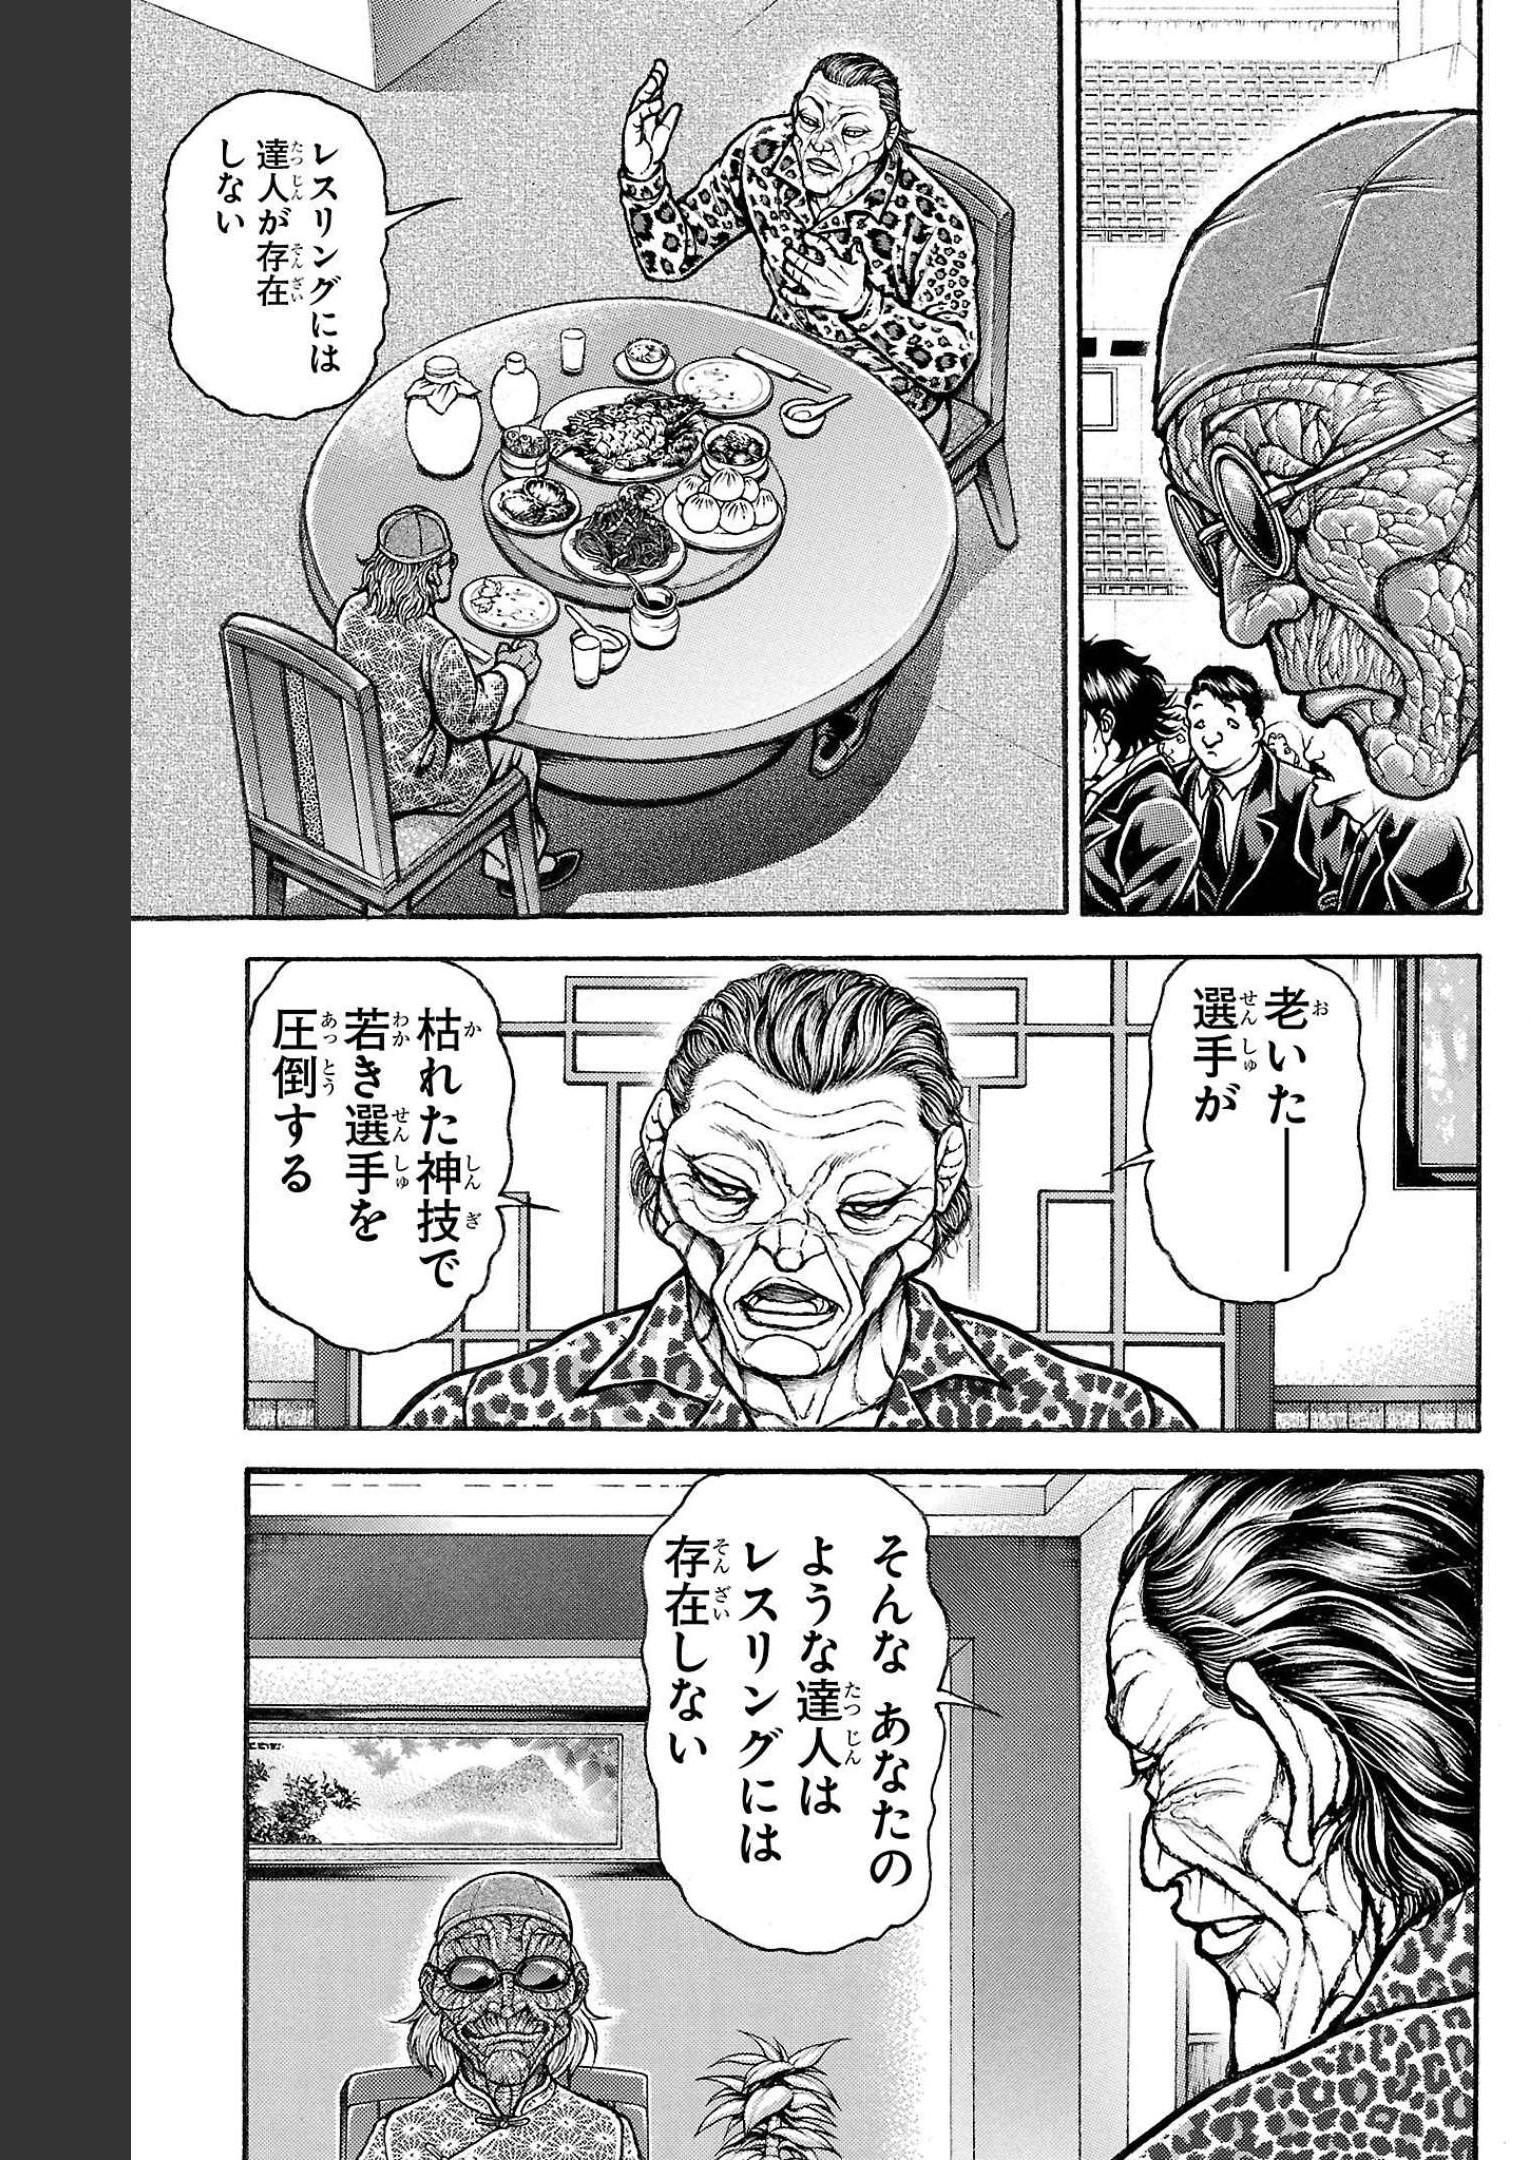 レスリングには
達人が存在
しない
老いた――
選手が
枯れた神技で
若き選手を
圧倒する
そんな あなたの
ような達人は
レスリングには
存在しない